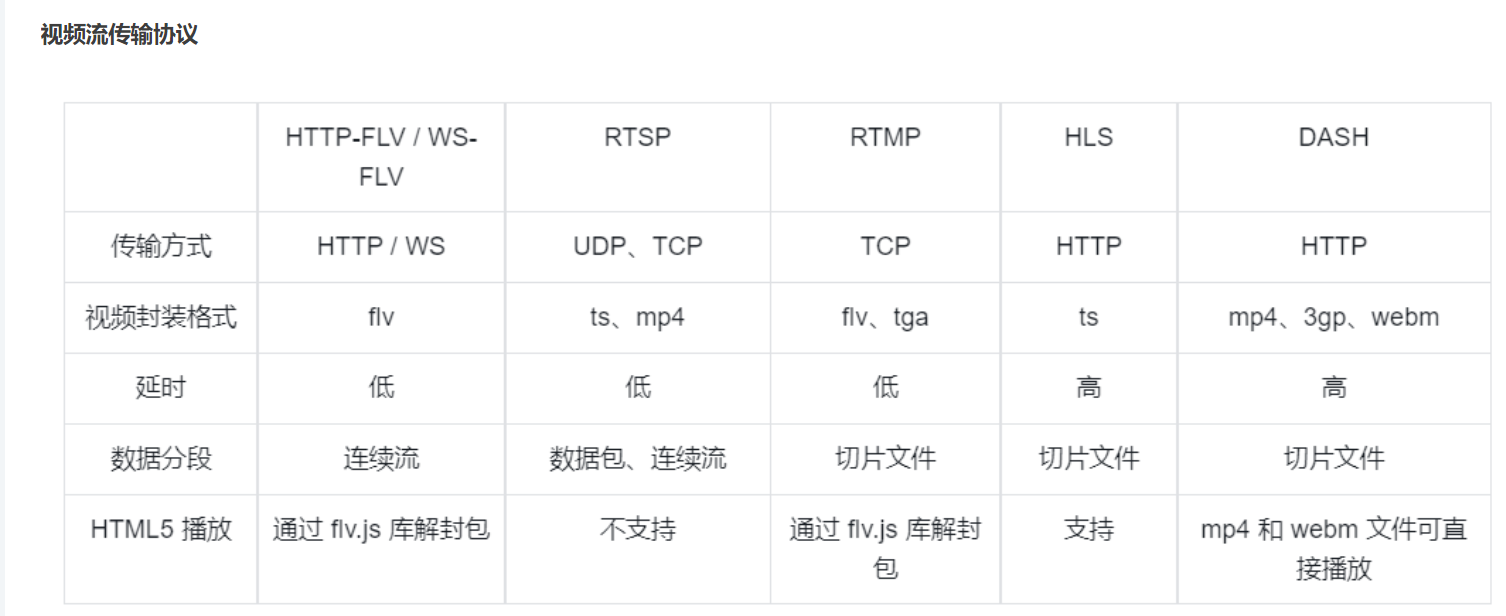 视频流传输协议
HTTP-FLV / WS-
FLV
RTSP
RTMP
HLS
DASH
传输方式
HTTP / WS
UDP、TCP
TCP
HTTP
HTTP
视频封装格式
flv
ts、mp4
flv、tga
ts
mp4、3gp、webm
延时
低
低
低
高
高
数据分段
连续流
数据包、连续流
切片文件
切片文件
切片文件
HTML5 播放
通过 flv.js 库解封包
不支持
通过 flv.js 库解封
包
支持
mp4 和 webm 文件可直
接播放